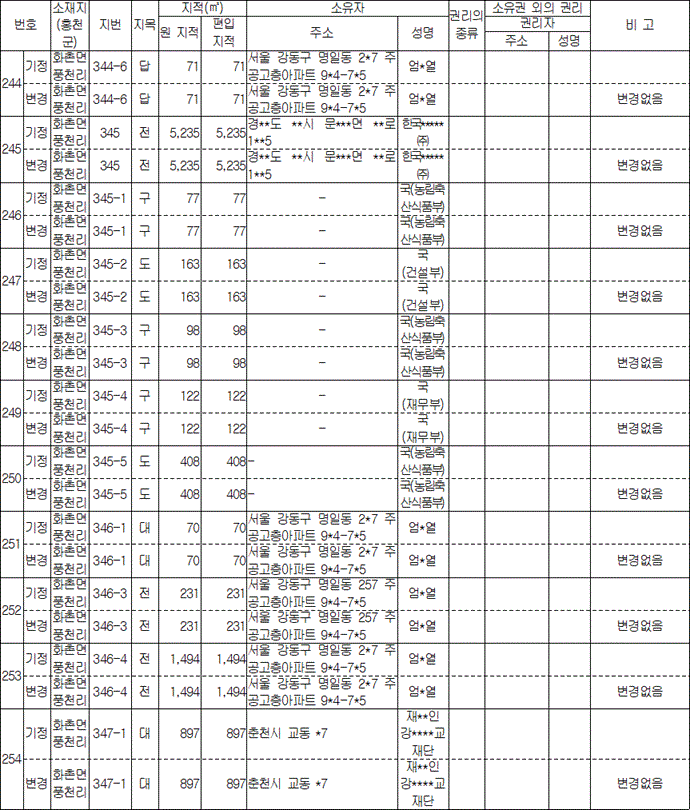 번호 소재지(홍천군) 지번 지목 지적(㎡) 소유자 권리의 종류 소유권 외의 권리 비 고
원 지적 편입 지적 주소 성명 권리자
주소 성명
244 기정 화촌면 풍천리 344-6 답 71 71 서울 강동구 명일동 2*7 주공고층아파트 9*4-7*5 엄*열
변경 화촌면 풍천리 344-6 답 71 71 서울 강동구 명일동 2*7 주공고층아파트 9*4-7*5 엄*열 변경없음
245 기정 화촌면 풍천리 345 전 5,235 5,235 경**도 **시 문***면 **로 1**5 한국*****㈜
변경 화촌면 풍천리 345 전 5,235 5,235 경**도 **시 문***면 **로 1**5 한국*****㈜ 변경없음
246 기정 화촌면 풍천리 345-1 구 77 77 - 국(농림축산식품부)
변경 화촌면 풍천리 345-1 구 77 77 - 국(농림축산식품부) 변경없음
247 기정 화촌면 풍천리 345-2 도 163 163 - 국(건설부)
변경 화촌면 풍천리 345-2 도 163 163 - 국(건설부) 변경없음
248 기정 화촌면 풍천리 345-3 구 98 98 - 국(농림축산식품부)
변경 화촌면 풍천리 345-3 구 98 98 - 국(농림축산식품부) 변경없음
249 기정 화촌면 풍천리 345-4 구 122 122 - 국(재무부)
변경 화촌면 풍천리 345-4 구 122 122 - 국(재무부) 변경없음
250 기정 화촌면 풍천리 345-5 도 408 408 - 국(농림축산식품부)
변경 화촌면 풍천리 345-5 도 408 408 - 국(농림축산식품부) 변경없음
251 기정 화촌면 풍천리 346-1 대 70 70 서울 강동구 명일동 2*7 주공고층아파트 9*4-7*5 엄*열
변경 화촌면 풍천리 346-1 대 70 70 서울 강동구 명일동 2*7 주공고층아파트 9*4-7*5 엄*열 변경없음
252 기정 화촌면 풍천리 346-3 전 231 231 서울 강동구 명일동 257 주공고층아파트 9*4-7*5 엄*열
변경 화촌면 풍천리 346-3 전 231 231 서울 강동구 명일동 257 주공고층아파트 9*4-7*5 엄*열 변경없음
253 기정 화촌면 풍천리 346-4 전 1,494 1,494 서울 강동구 명일동 2*7 주공고층아파트 9*4-7*5 엄*열
변경 화촌면 풍천리 346-4 전 1,494 1,494 서울 강동구 명일동 2*7 주공고층아파트 9*4-7*5 엄*열 변경없음
254 기정 화촌면 풍천리 347-1 대 897 897 춘천시 교동 *7 재**인 강****교 재단
변경 화촌면 풍천리 347-1 대 897 897 춘천시 교동 *7 재**인 강****교 재단 변경없음